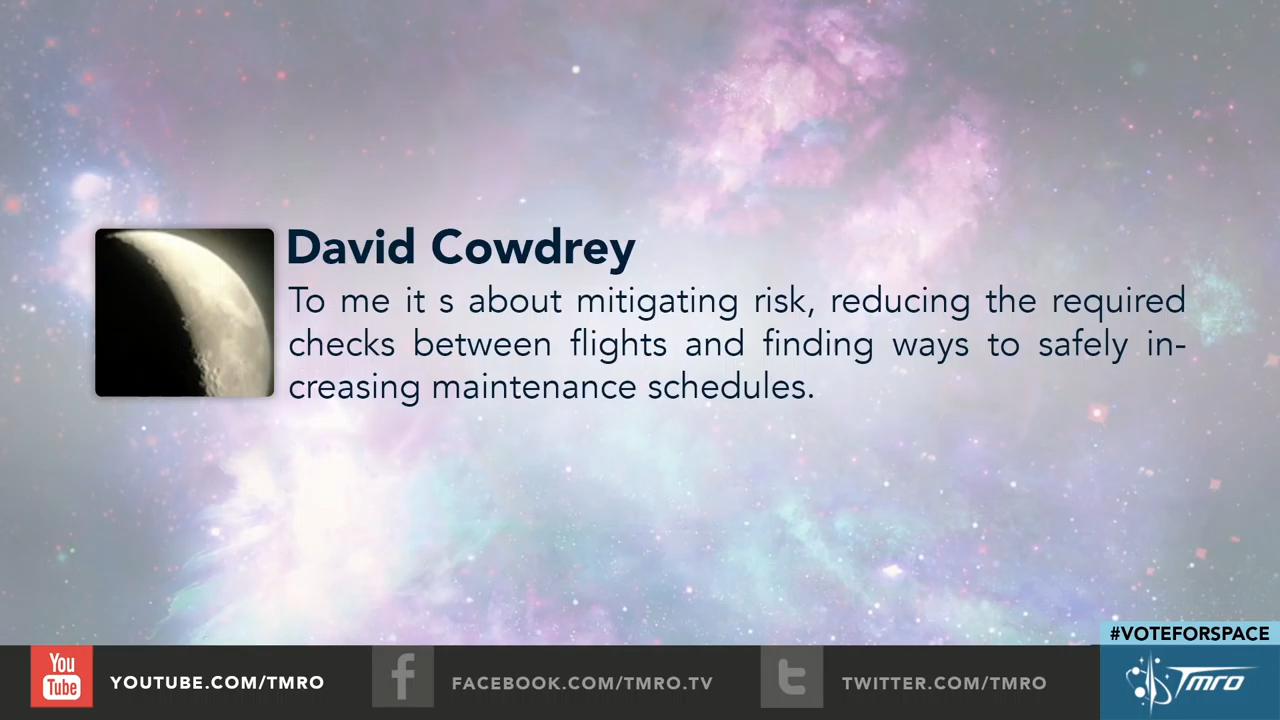 David Cowdrey
To me it s about mitigating risk, reducing the required
checks between flights and finding ways to safely in-
creasing maintenance schedules.
#VOTEFORSPACE
You
Tube
YOUTUBE.COM/TMRO
FACEBOOK.COM/TMRO.TV
TWITTER.COM/TMRO
Tmro